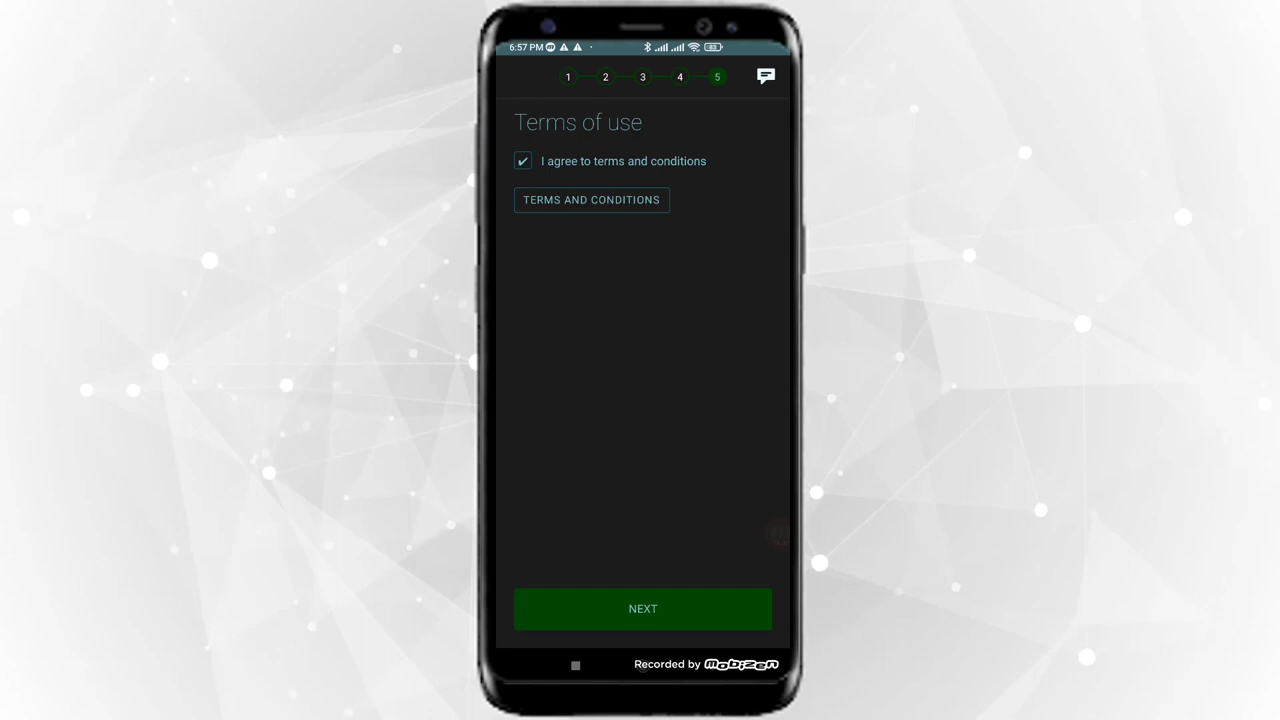 6:57 PM
83
1 2 3 4 5
Terms of use
✔ I agree to terms and conditions
TERMS AND CONDITIONS
NEXT
Recorded by mobizen